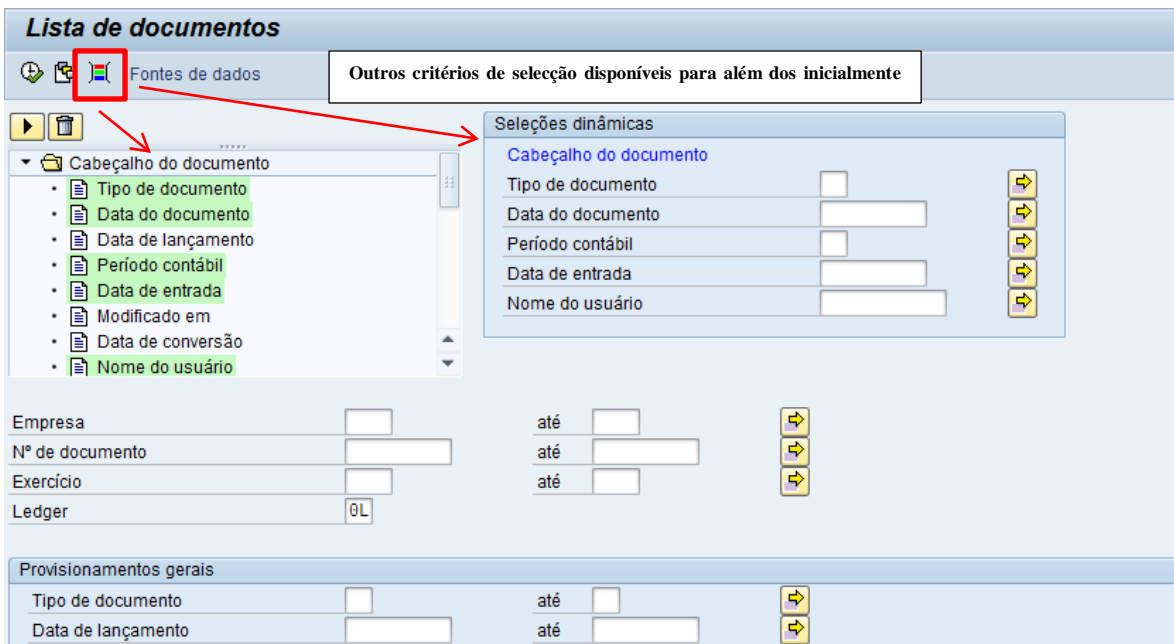 Lista de documentos
Fontes de dados
Outros critérios de selecção disponíveis para além dos inicialmente
Cabeçalho do documento
Tipo de documento
Data do documento
Data de lançamento
Período contábil
Data de entrada
Modificado em
Data de conversão
Nome do usuário
Seleções dinâmicas
Cabeçalho do documento
Tipo de documento
Data do documento
Período contábil
Data de entrada
Nome do usuário
Empresa até
Nº de documento até
Exercício até
Ledger 0L
Provisionamentos gerais
Tipo de documento até
Data de lançamento até